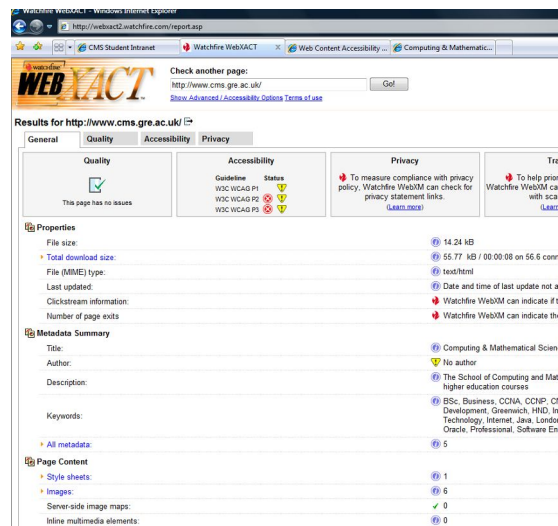 Watchfire WebXACT - Windows Internet Explorer
http://webxact2.watchfire.com/report.asp
CMS Student Intranet
Watchfire WebXACT
Web Content Accessibility ...
Computing & Mathematic...
watchfire
WEBXACT
Check another page:
http://www.cms.gre.ac.uk/
Go!
Show Advanced / Accessibility Options Terms of use
Results for http://www.cms.gre.ac.uk/
General Quality Accessibility Privacy
Quality
This page has no issues
Accessibility
Guideline Status
W3C WCAG P1
W3C WCAG P2
W3C WCAG P3
Privacy
To measure compliance with privacy
policy, Watchfire WebXM can check for
privacy statement links.
(Learn more)
Tra
To help prior
Watchfire WebXM ca
with sca
(Learn
Properties
File size: 14.24 kB
Total download size: 55.77 kB / 00:00:08 on 56.6 conn
File (MIME) type: text/html
Last updated: Date and time of last update not a
Clickstream information: Watchfire WebXM can indicate if t
Number of page exits Watchfire WebXM can indicate the
Metadata Summary
Title: Computing & Mathematical Scien
Author: No author
Description: The School of Computing and Mat
higher education courses
Keywords: BSc, Business, CCNA, CCNP, CN
Development, Greenwich, HND, In
Technology, Internet, Java, Londo
Oracle, Professional, Software En
All metadata: 5
Page Content
Style sheets: 1
Images: 6
Server-side image maps: 0
Inline multimedia elements: 0